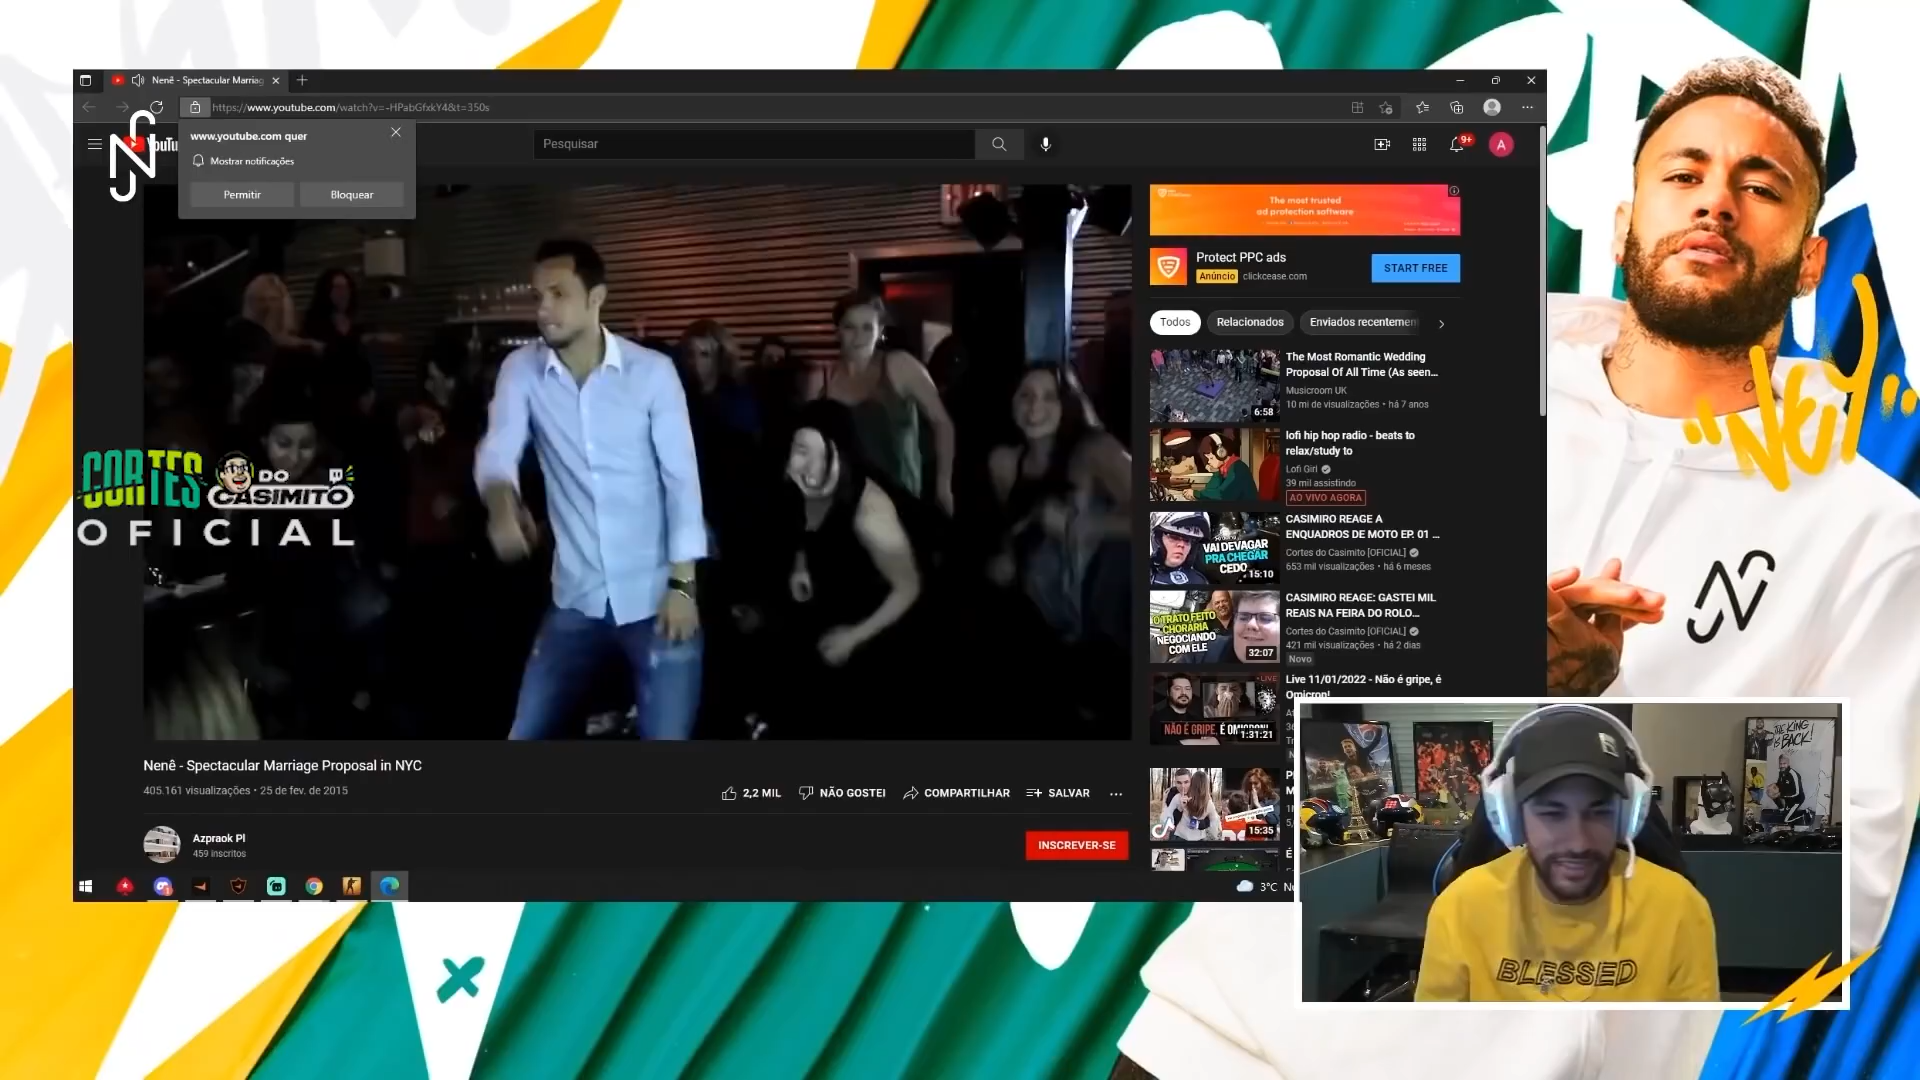 Nenê - Spectacular Marriag
https://www.youtube.com/watch?v=-HPabGfxkY4&t=350s
www.youtube.com quer
Mostrar notificações
Permitir
Bloquear
Pesquisar
9+
A
The most trusted
ad protection software
Protect PPC ads
Anúncio clickcease.com
START FREE
Todos
Relacionados
Enviados recentemen
The Most Romantic Wedding
Proposal Of All Time (As seen...
Musicroom UK
10 mi de visualizações • há 7 anos
6:58
lofi hip hop radio - beats to
relax/study to
Lofi Girl
39 mil assistindo
AO VIVO AGORA
CASIMIRO REAGE A
ENQUADROS DE MOTO EP. 01 ...
Cortes do Casimito [OFICIAL]
653 mil visualizações • há 6 meses
VAI DEVAGAR
PRA CHEGAR
CEDO
15:10
CASIMIRO REAGE: GASTEI MIL
REAIS NA FEIRA DO ROLO...
Cortes do Casimito [OFICIAL]
421 mil visualizações • há 2 dias
Novo
O TRATO FEITO
CHORARIA
NEGOCIANDO
COM ELE
32:07
Live 11/01/2022 - Não é gripe, é
Omicron!
LIVE
NÃO É GRIPE, É OMICRON!
1:31:21
15:35
CORTES DO CASIMITO
OFICIAL
Nenê - Spectacular Marriage Proposal in NYC
405.161 visualizações • 25 de fev. de 2015
2,2 MIL
NÃO GOSTEI
COMPARTILHAR
SALVAR
Azpraok Pl
459 inscritos
INSCREVER-SE
3°C
"NEY"
THE KING
IS BACK!
BLESSED